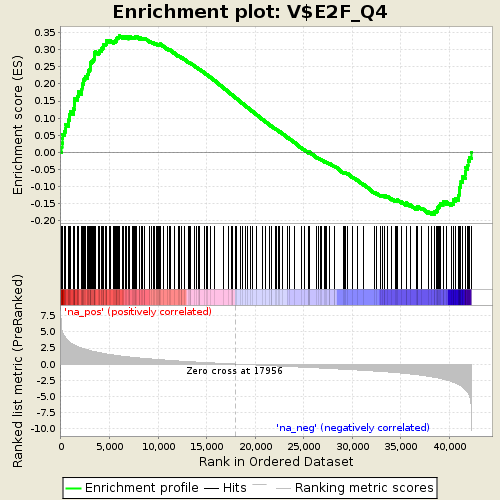 Enrichment plot: V$E2F_Q4
Enrichment score (ES)
0.35
0.30
0.25
0.20
0.15
0.10
0.05
0.00
-0.05
-0.10
-0.15
-0.20
Ranked list metric (PreRanked)
'na_pos' (positively correlated)
7.5
5.0
2.5
0.0
-2.5
-5.0
-7.5
-10.0
Zero cross at 17956
'na_neg' (negatively correlated)
0 5,000 10,000 15,000 20,000 25,000 30,000 35,000 40,000
Rank in Ordered Dataset
Enrichment profile Hits Ranking metric scores